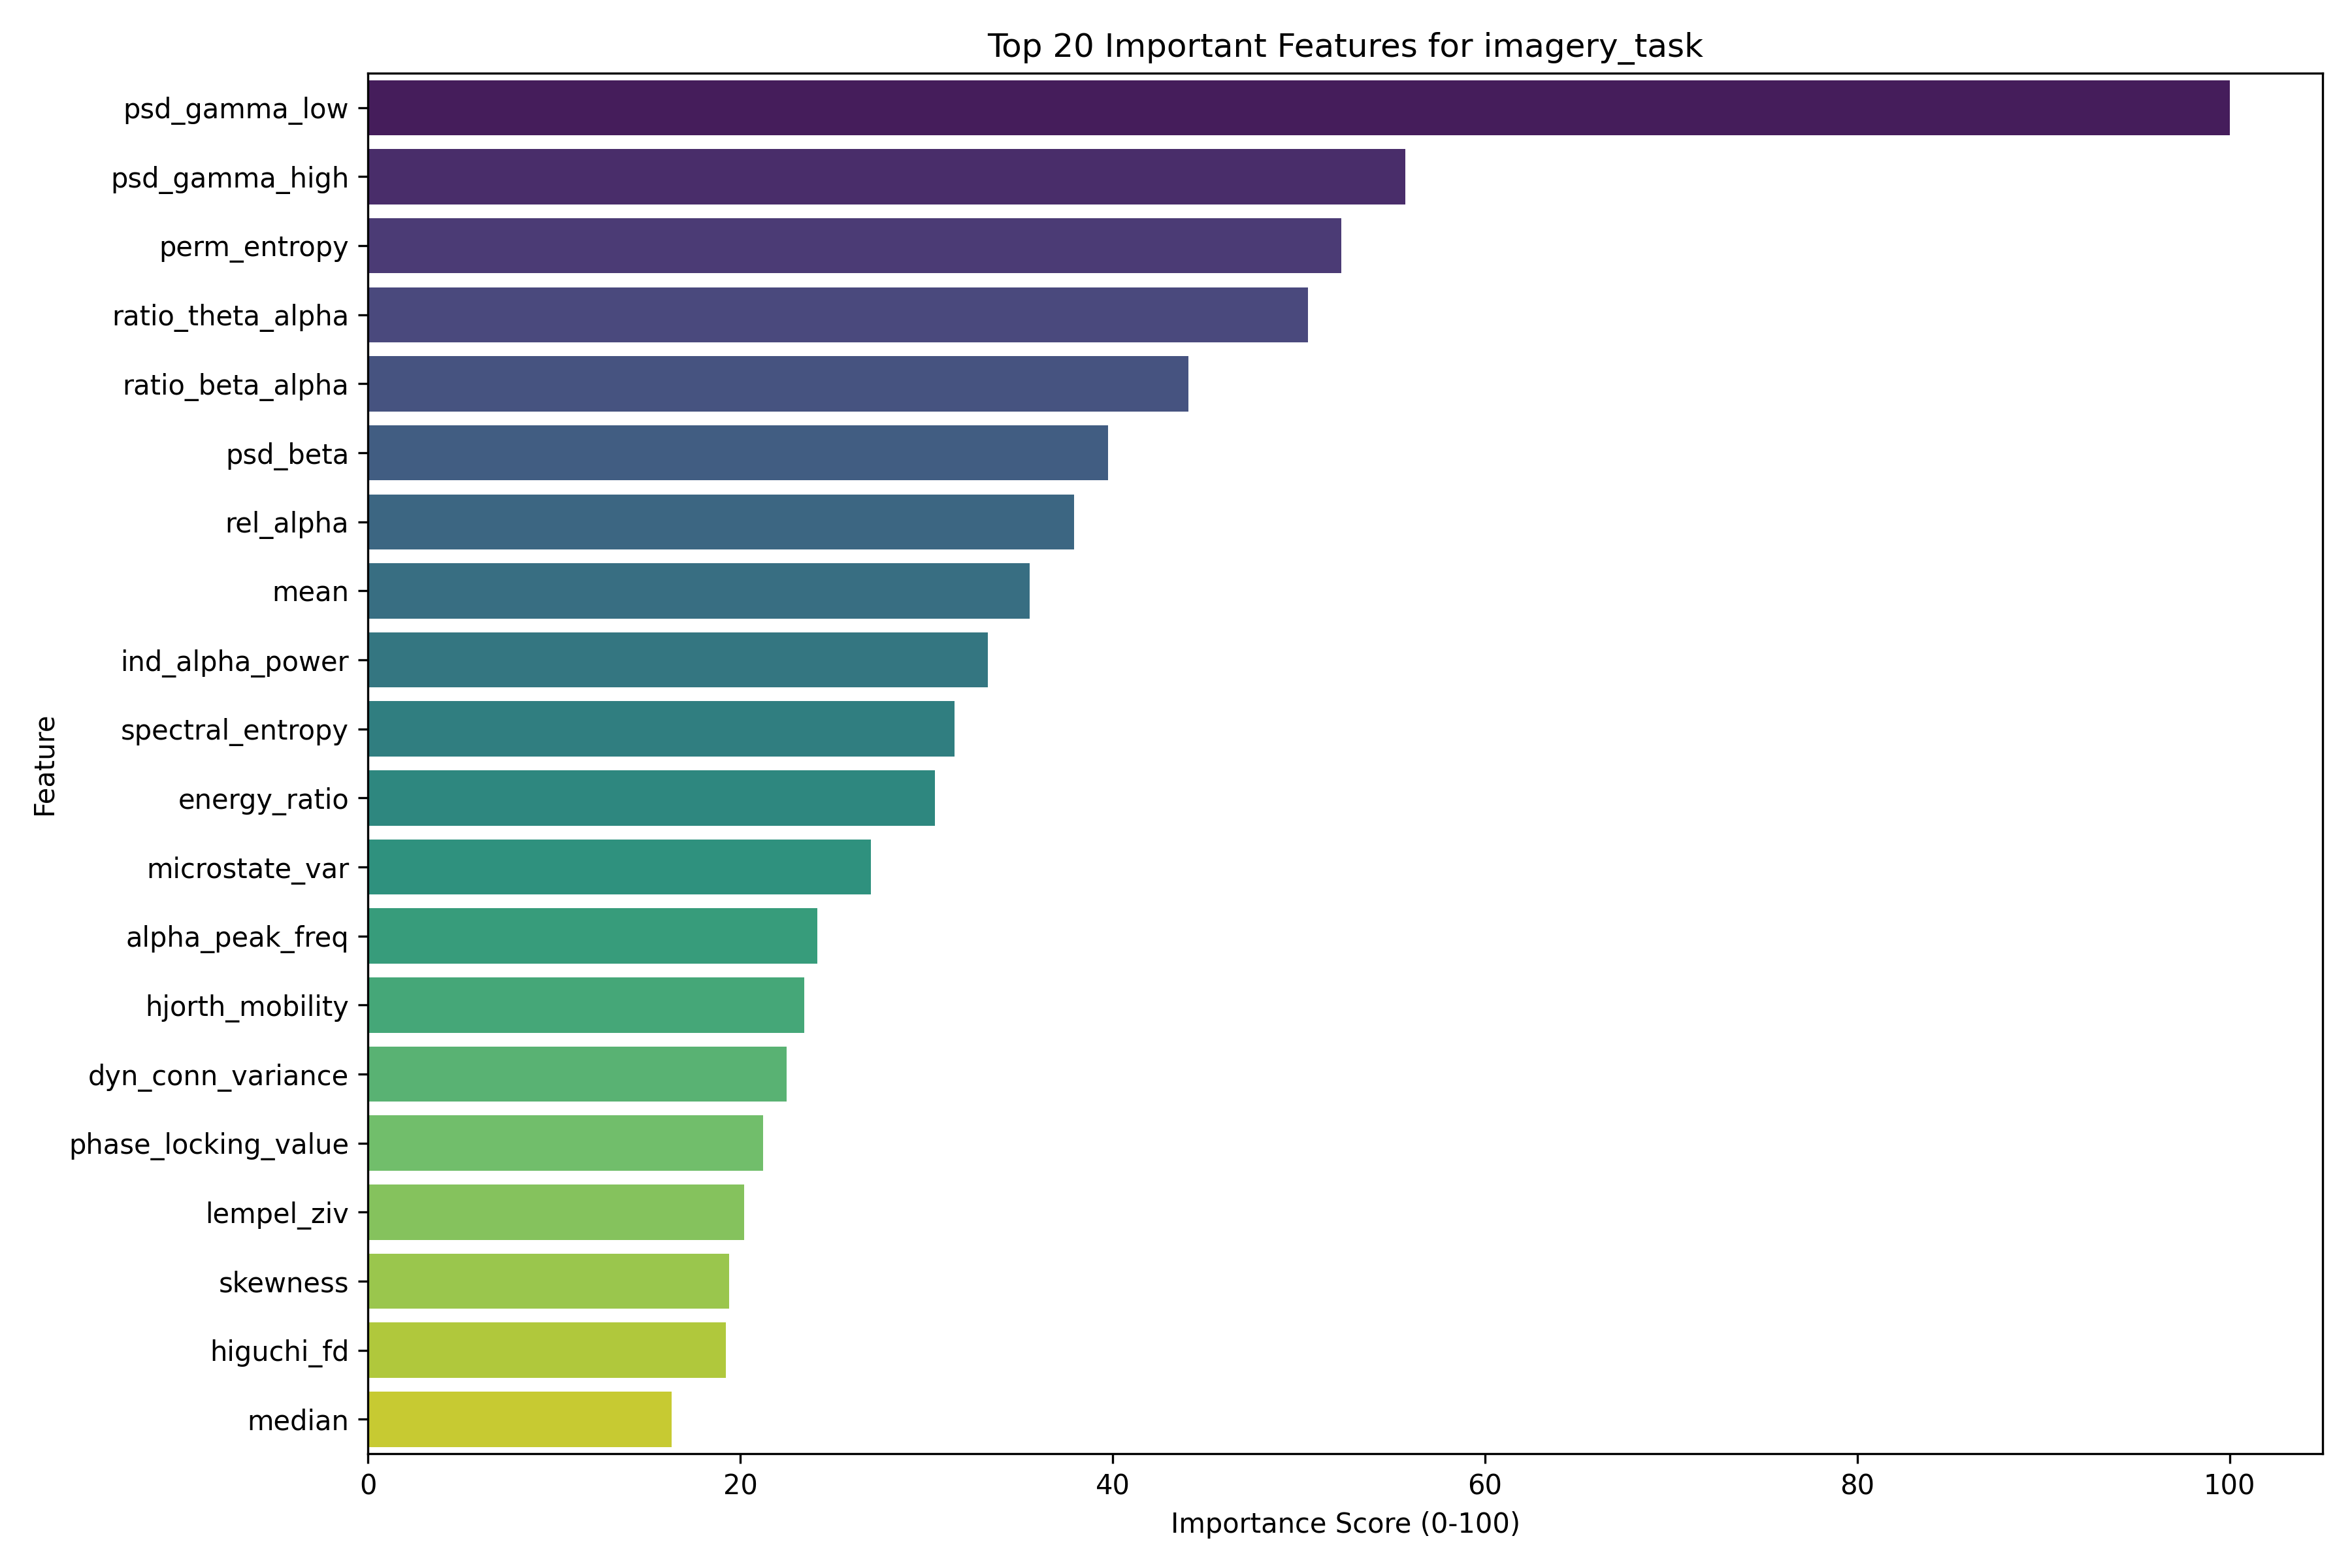 Top 20 Important Features for imagery_task
psd_gamma_low
psd_gamma_high
perm_entropy
ratio_theta_alpha
ratio_beta_alpha
psd_beta
rel_alpha
mean
ind_alpha_power
spectral_entropy
energy_ratio
microstate_var
alpha_peak_freq
hjorth_mobility
dyn_conn_variance
phase_locking_value
lempel_ziv
skewness
higuchi_fd
median
Feature
0 20 40 60 80 100
Importance Score (0-100)